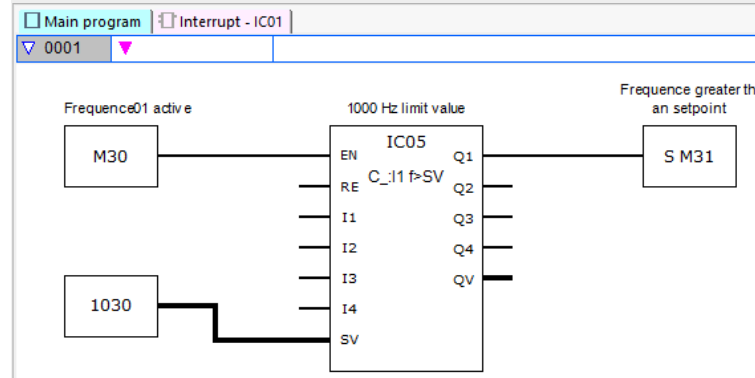 Main program Interrupt - IC01
0001
Frequence greater th
an setpoint
Frequence01 active
1000 Hz limit value
M30
IC05
C_:I1 f>SV
EN
RE
I1
I2
I3
I4
SV
Q1
Q2
Q3
Q4
QV
S M31
1030